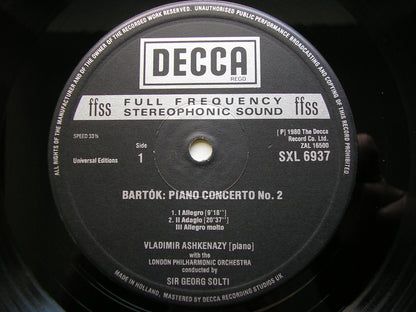 ALL RIGHTS OF THE MANUFACTURER AND OF THE OWNER OF THE RECORDED WORK RESERVED. UNAUTHORISED PUBLIC PERFORMANCE BROADCASTING AND COPYING OF THIS RECORD PROHIBITED.
DECCA
REGD
ffss FULL FREQUENCY ffss
STEREOPHONIC SOUND
SPEED 33⅓
[P] 1980 The Decca
Record Co. Ltd.
ZAL 16500
Side
Universal Editions 1 SXL 6937
BARTÓK: PIANO CONCERTO No. 2
1. I Allegro [9'18"]
2. II Adagio [20'37"]
III Allegro molto
VLADIMIR ASHKENAZY [piano]
with the
LONDON PHILHARMONIC ORCHESTRA
conducted by
SIR GEORG SOLTI
MADE IN HOLLAND, MASTERED BY DECCA RECORDING STUDIOS UK